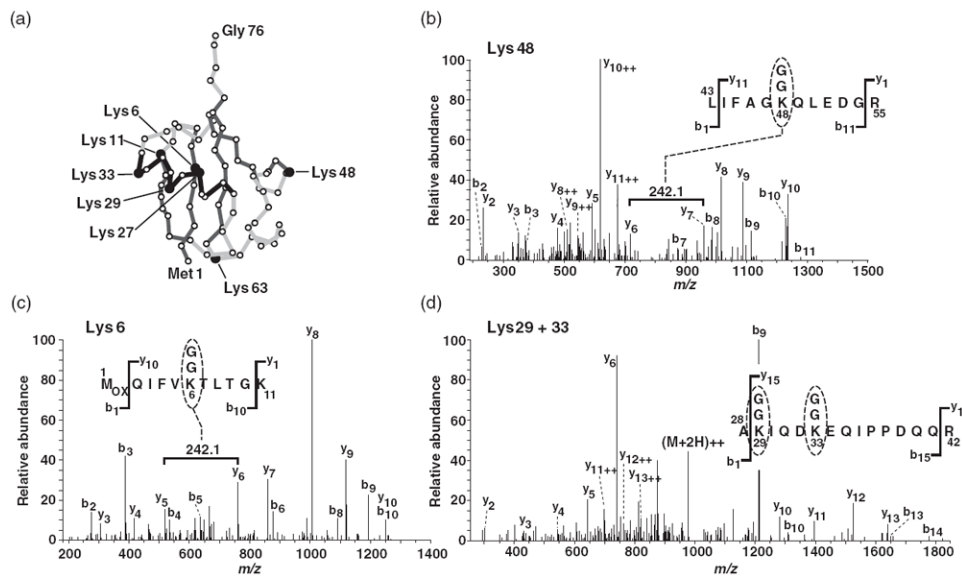 (a)
Gly 76
Lys 6
Lys 11
Lys 33
Lys 29
Lys 27
Lys 48
Met 1
Lys 63
(b)
Lys 48
Relative abundance
100
80
60
40
20
0
y10++
G
G
43 y11 y1
L I F A G K Q L E D G R
48 55
b1 b11
242.1
b2
y2
y3
b3
y4
y8++
y9++
y5
y11++
y6
b7
y7
b8
y8
y9
b9
b10
y10
b11
300 500 700 900 1100 1300 1500
m/z
(c)
Lys 6
Relative abundance
100
80
60
40
20
0
y8
G
G
1 y10 y1
MOX Q I F V K T L T G K
6 11
b1 b10
242.1
b2
y3
b3
y4
y5
b4
b5
y6
y7
b6
b8
y9
b9
y10
b10
200 400 600 800 1000 1200 1400
m/z
(d)
Lys29 + 33
Relative abundance
100
80
60
40
20
0
b9
y6
y15
G G
G G
28 y1
A K I Q D K E Q I P P D Q Q R
29 33 42
b1 b15
(M+2H)++
y2
y3
y4
y5
y11++
y12++
y13++
y10
b10
y11
y12
y13
b13
b14
400 600 800 1000 1200 1400 1600 1800
m/z